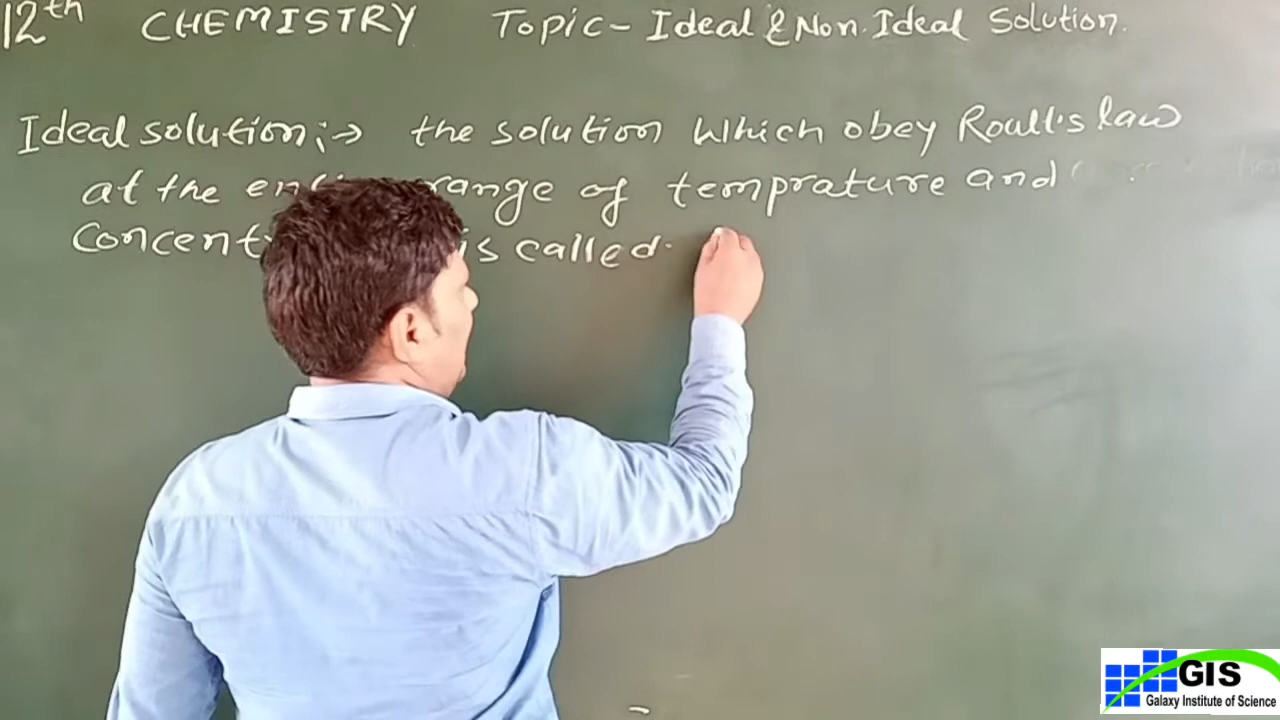 12th CHEMISTRY Topic - Ideal & Non. Ideal Solution.
Ideal solution:→ the solution which obey Roult's law
at the range of temprature and
is called
GIS
Galaxy Institute of Science